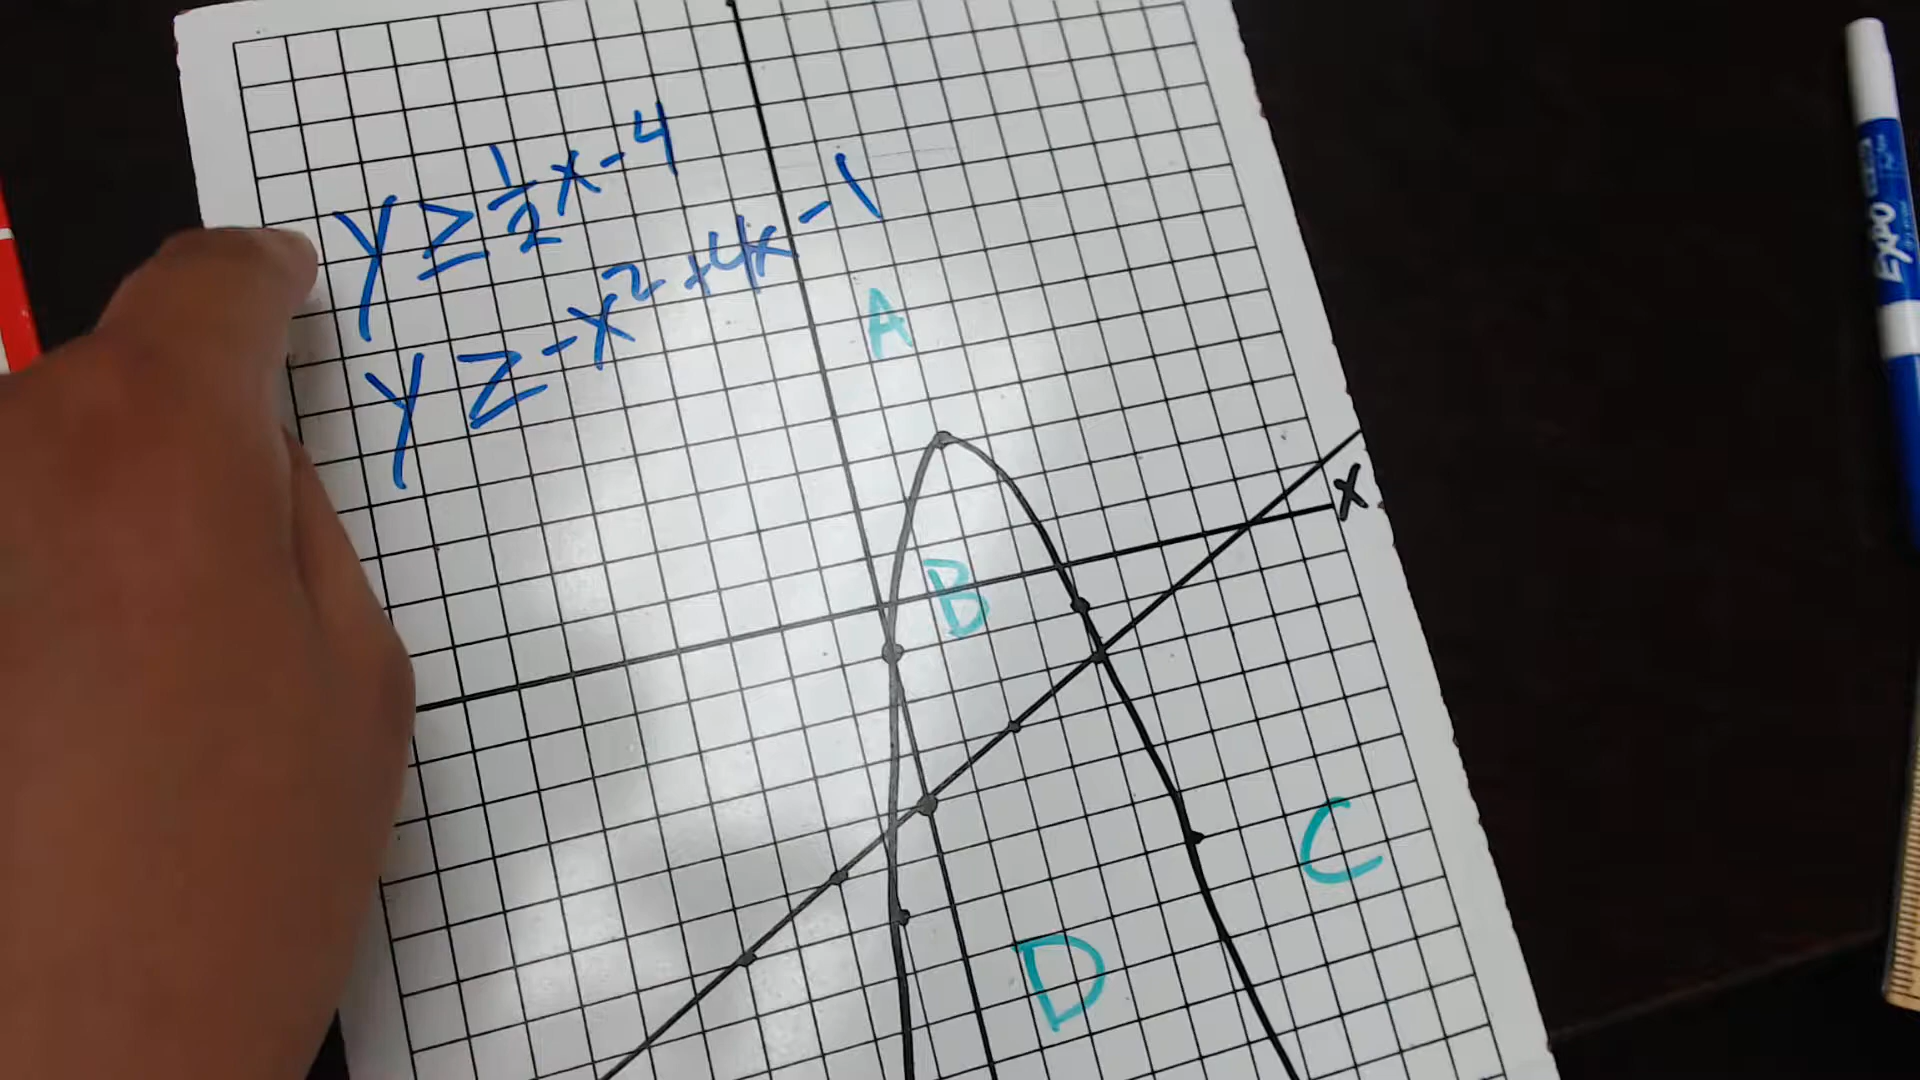 y ≥ 1/2x - 4
y ≥ -x² + 4x - 1
A
X
B
C
D
EXPO